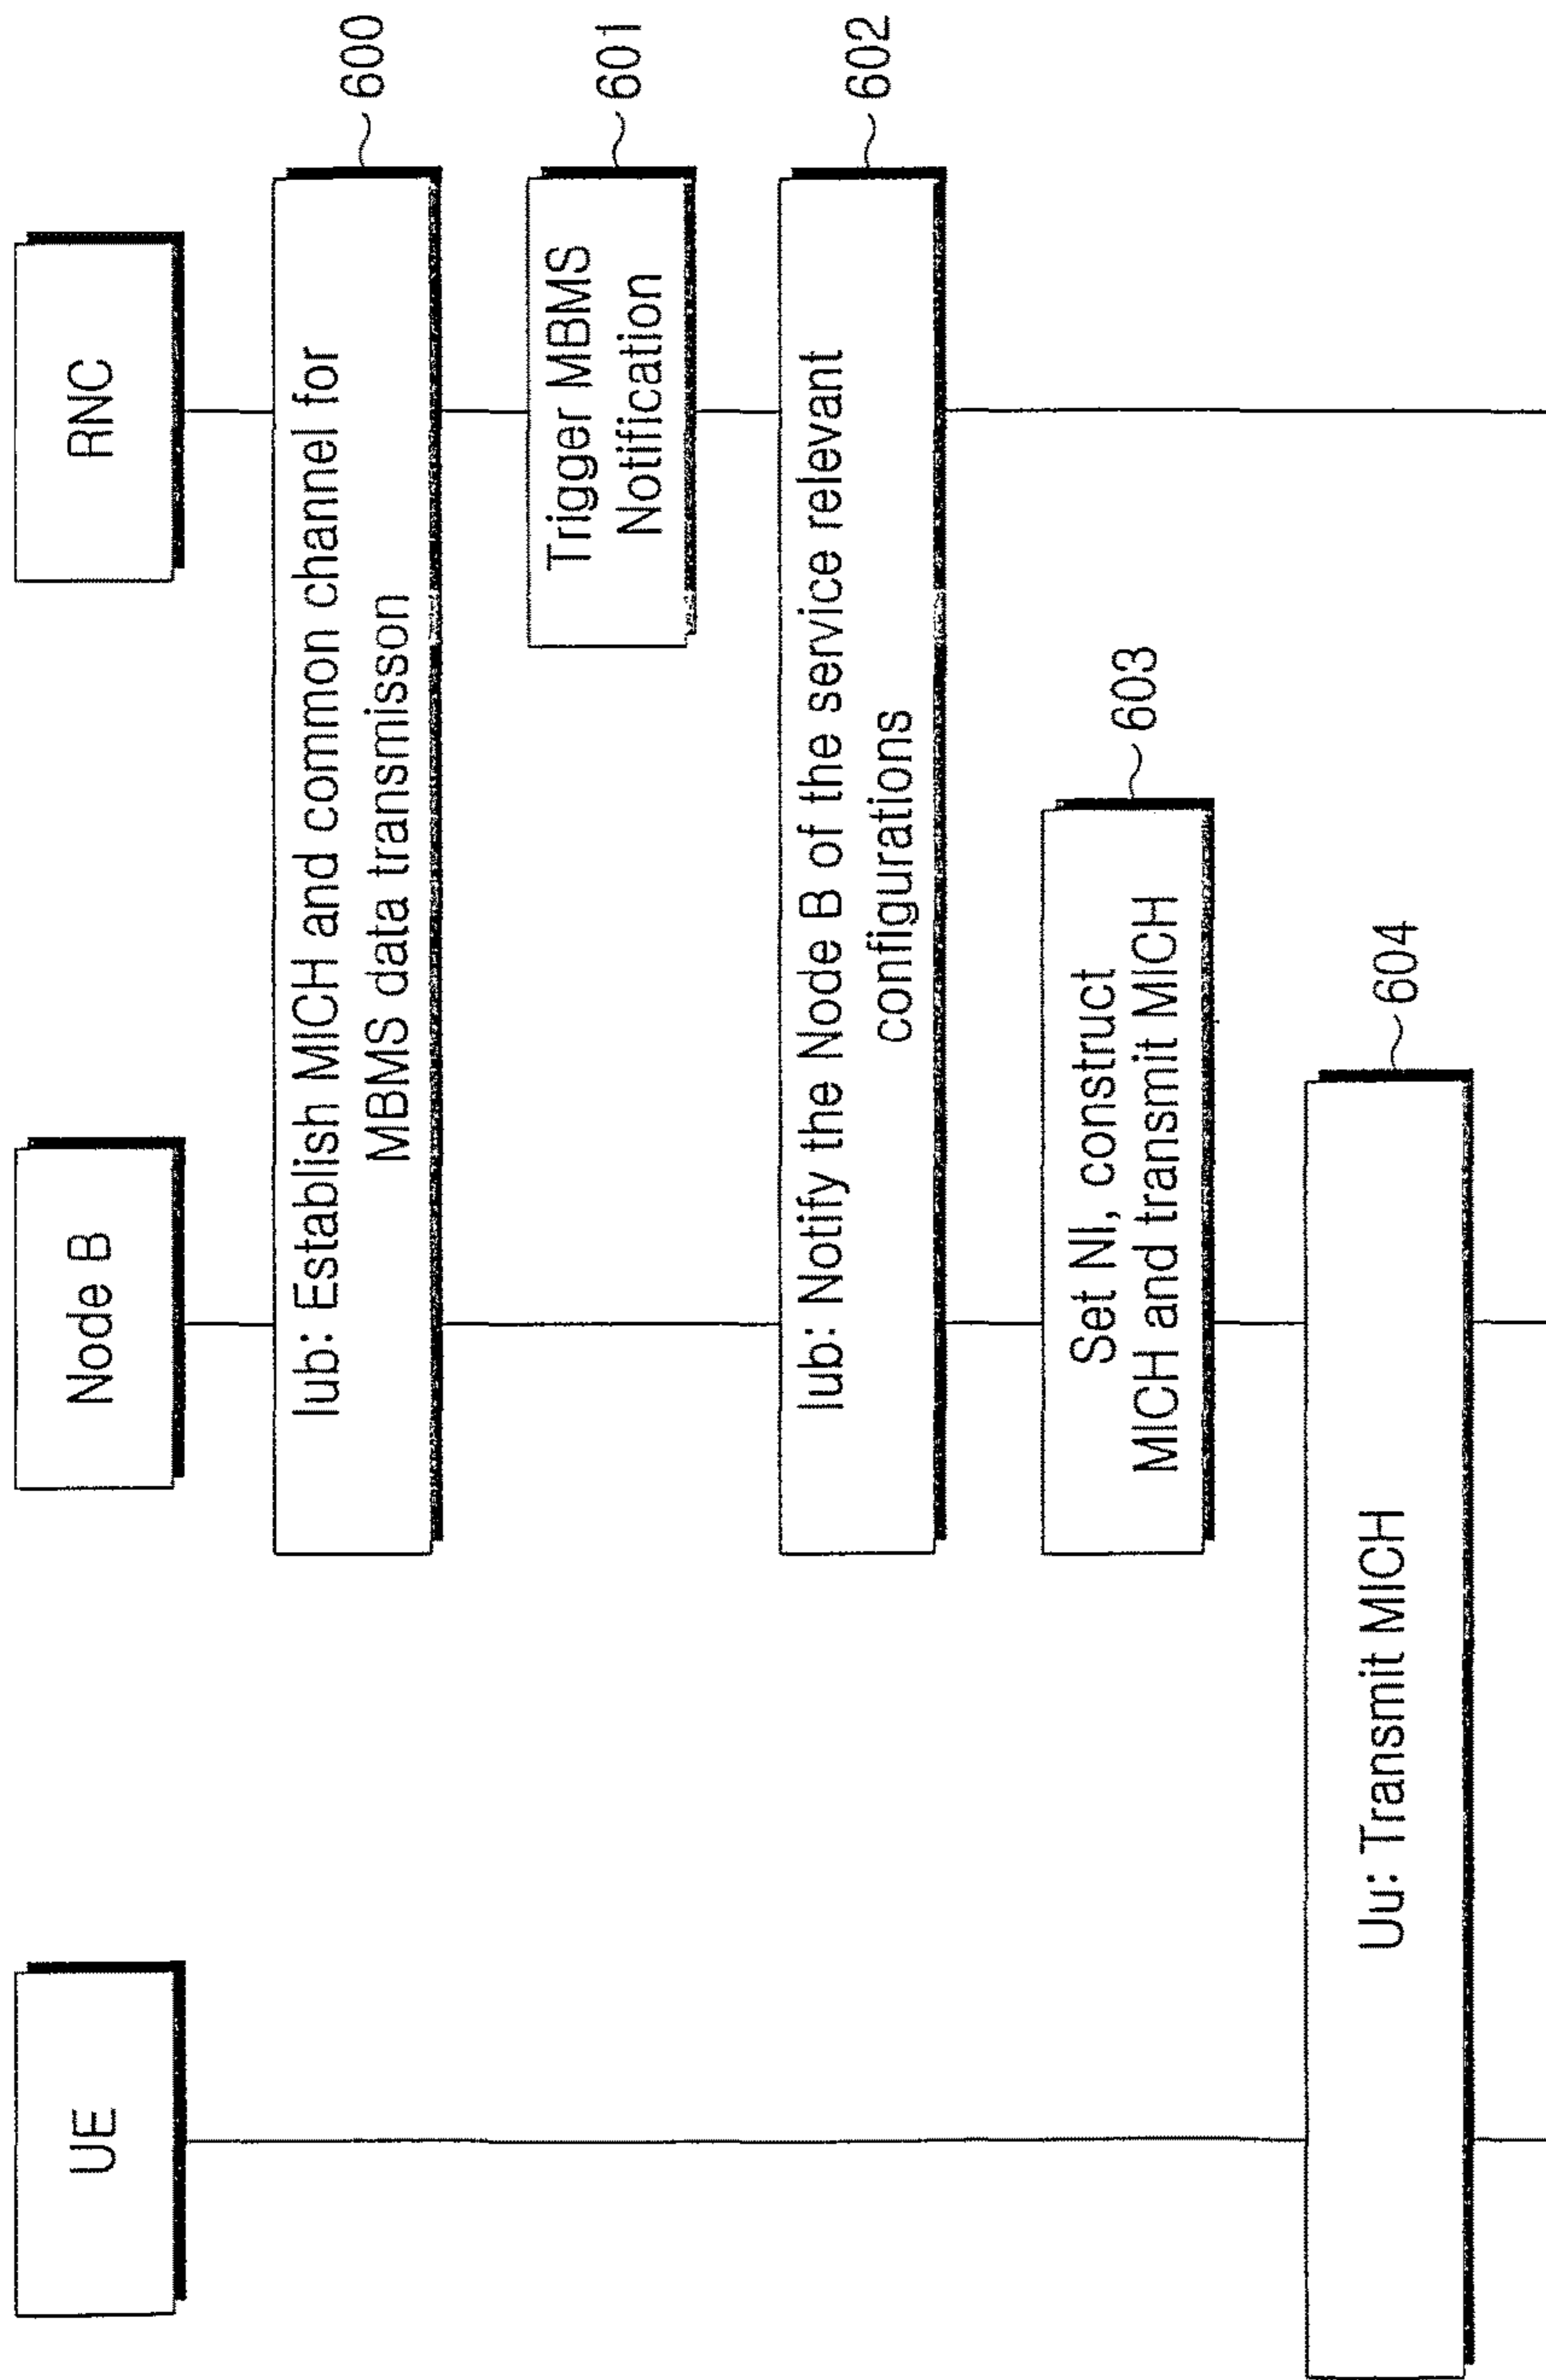 UE
Node B
RNC
Iub: Establish MICH and common channel for
MBMS data transmisson
600
Trigger MBMS
Notification
601
Iub: Notify the Node B of the service relevant
configurations
602
Set NI, construct
MICH and transmit MICH
603
Uu: Transmit MICH
604